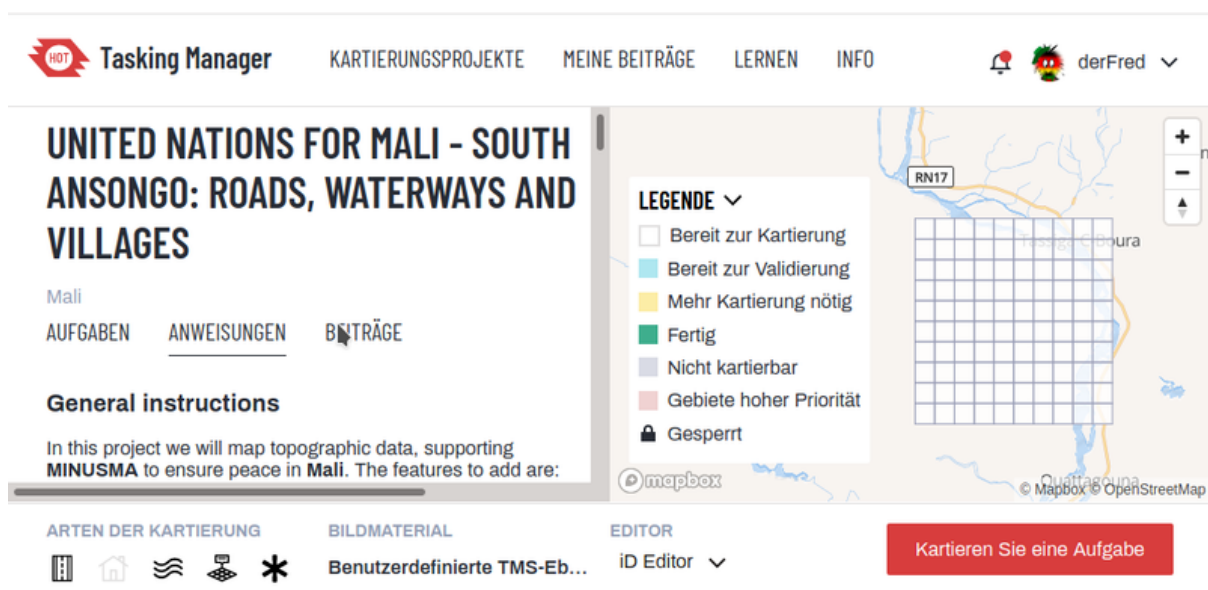 HOT Tasking Manager
KARTIERUNGSPROJEKTE MEINE BEITRÄGE LERNEN INFO
derFred
UNITED NATIONS FOR MALI - SOUTH
ANSONGO: ROADS, WATERWAYS AND
VILLAGES
Mali
AUFGABEN ANWEISUNGEN BEITRÄGE
General instructions
In this project we will map topographic data, supporting
MINUSMA to ensure peace in Mali. The features to add are:
LEGENDE
Bereit zur Kartierung
Bereit zur Validierung
Mehr Kartierung nötig
Fertig
Nicht kartierbar
Gebiete hoher Priorität
Gesperrt
RN17
Boura
mapbox
Ouattagouna
© Mapbox © OpenStreetMap
ARTEN DER KARTIERUNG
BILDMATERIAL
Benutzerdefinierte TMS-Eb...
EDITOR
iD Editor
Kartieren Sie eine Aufgabe